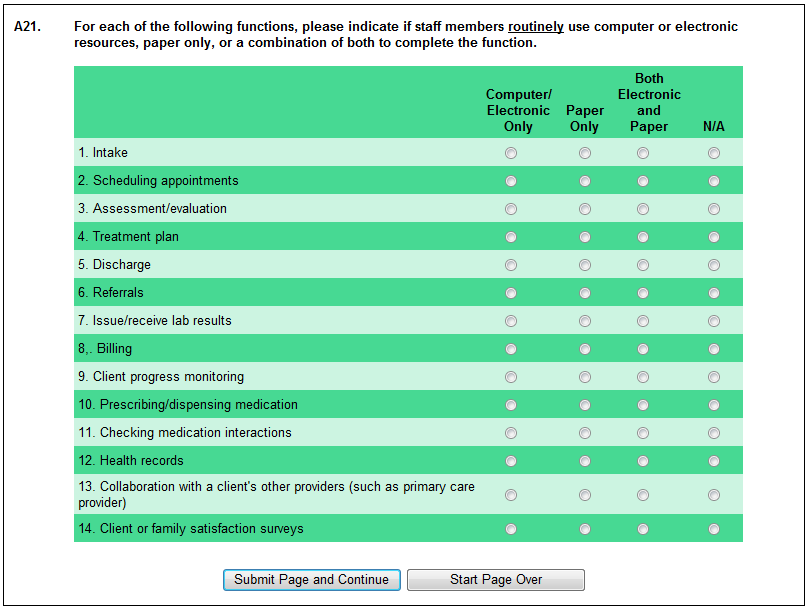 A21. For each of the following functions, please indicate if staff members routinely use computer or electronic
resources, paper only, or a combination of both to complete the function.
Computer/
Electronic
Only
Paper
Only
Both
Electronic
and
Paper
N/A
1. Intake
2. Scheduling appointments
3. Assessment/evaluation
4. Treatment plan
5. Discharge
6. Referrals
7. Issue/receive lab results
8,. Billing
9. Client progress monitoring
10. Prescribing/dispensing medication
11. Checking medication interactions
12. Health records
13. Collaboration with a client's other providers (such as primary care
provider)
14. Client or family satisfaction surveys
Submit Page and Continue
Start Page Over